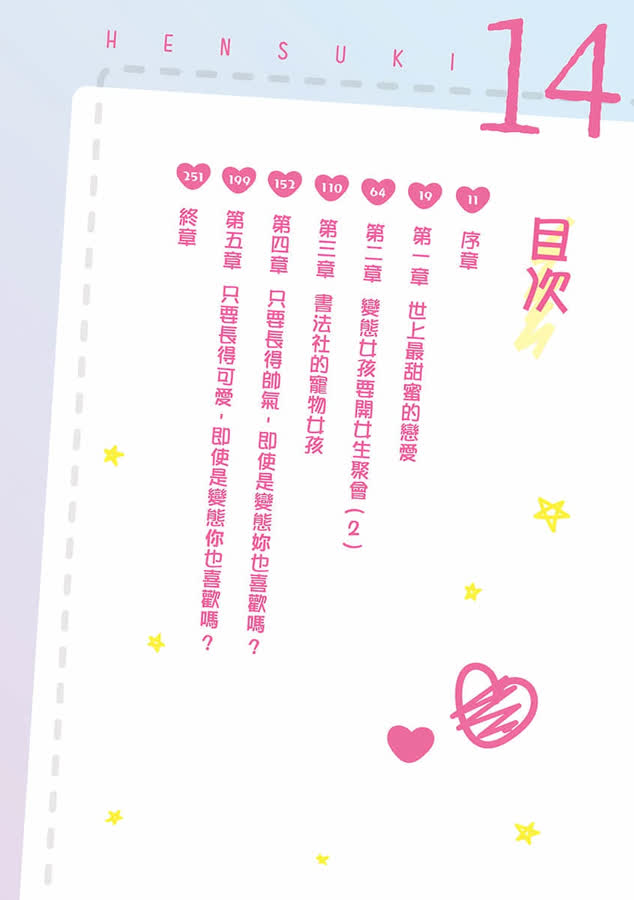 HENSUKI
14
目次
11
序章
19
第一章 世上最甜蜜的戀愛
64
第二章 變態女孩要開女生聚會(2)
110
第三章 書法社的寵物女孩
152
第四章 只要長得帥氣，即使是變態妳也喜歡嗎？
199
第五章 只要長得可愛，即使是變態你也喜歡嗎？
251
終章